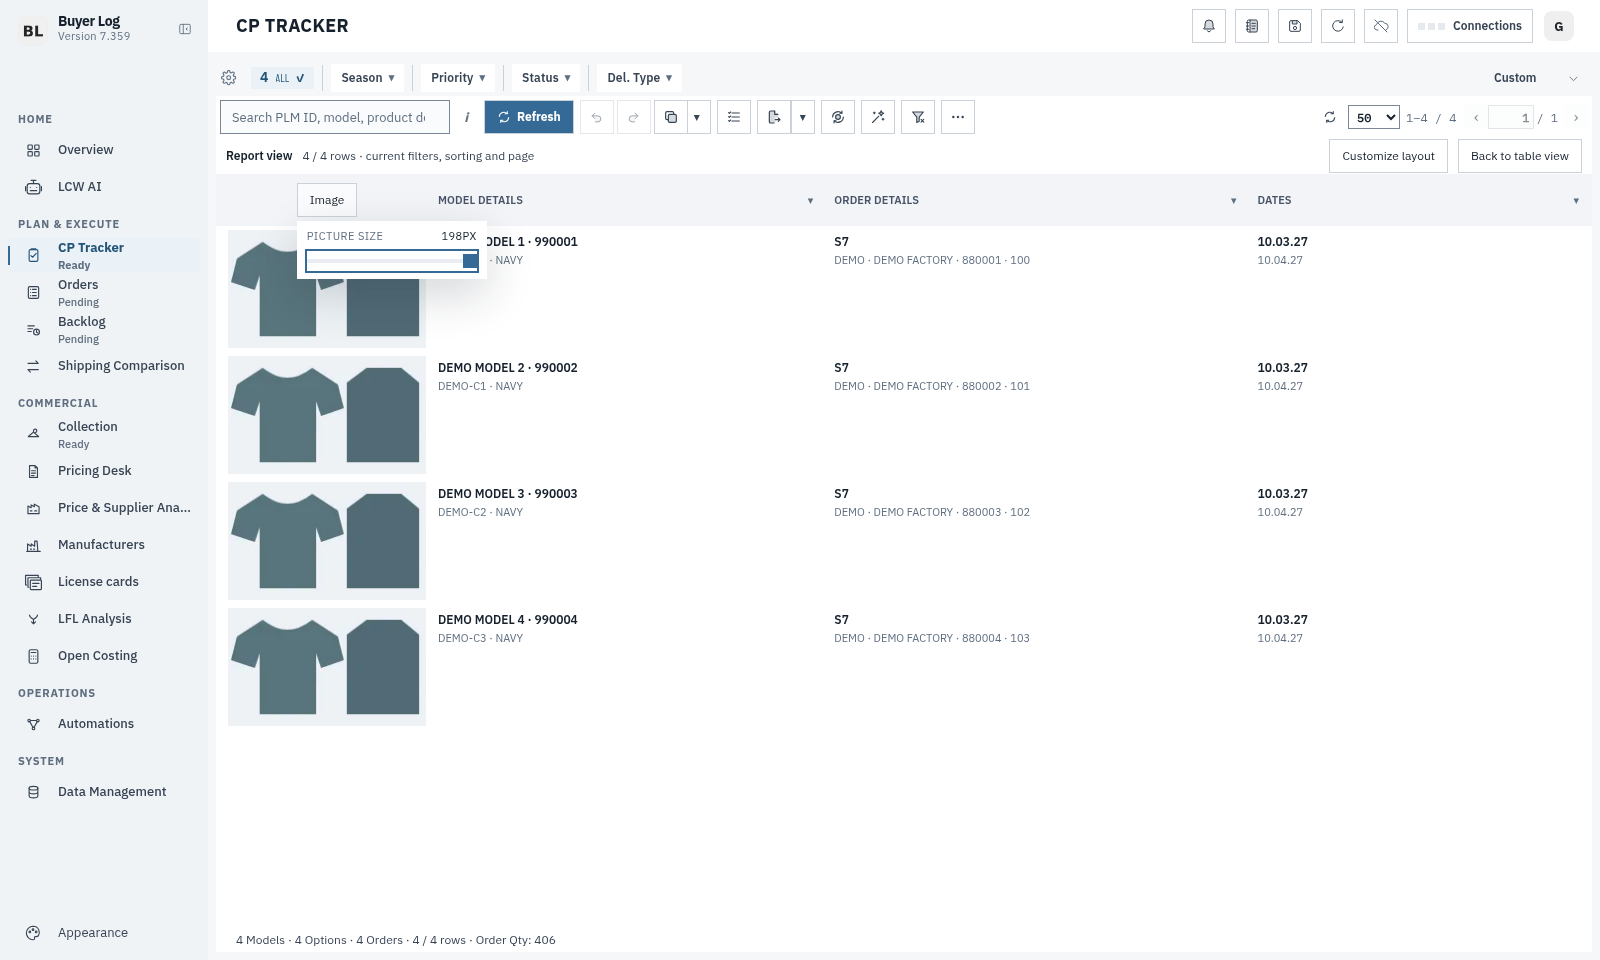 BL
Buyer Log
Version 7.359
HOME
Overview
LCW AI
PLAN & EXECUTE
CP Tracker
Ready
Orders
Pending
Backlog
Pending
Shipping Comparison
COMMERCIAL
Collection
Ready
Pricing Desk
Price & Supplier Ana...
Manufacturers
License cards
LFL Analysis
Open Costing
OPERATIONS
Automations
SYSTEM
Data Management
Appearance
CP TRACKER
Connections
G
4 ALL
Season
Priority
Status
Del. Type
Custom
Search PLM ID, model, product
i
Refresh
50
1–4 / 4
1 / 1
Report view
4 / 4 rows · current filters, sorting and page
Customize layout
Back to table view
Image
MODEL DETAILS
ORDER DETAILS
DATES
PICTURE SIZE 198PX
ODEL 1 · 990001
· NAVY
S7
DEMO · DEMO FACTORY · 880001 · 100
10.03.27
10.04.27
DEMO MODEL 2 · 990002
DEMO-C1 · NAVY
S7
DEMO · DEMO FACTORY · 880002 · 101
10.03.27
10.04.27
DEMO MODEL 3 · 990003
DEMO-C2 · NAVY
S7
DEMO · DEMO FACTORY · 880003 · 102
10.03.27
10.04.27
DEMO MODEL 4 · 990004
DEMO-C3 · NAVY
S7
DEMO · DEMO FACTORY · 880004 · 103
10.03.27
10.04.27
4 Models · 4 Options · 4 Orders · 4 / 4 rows · Order Qty: 406